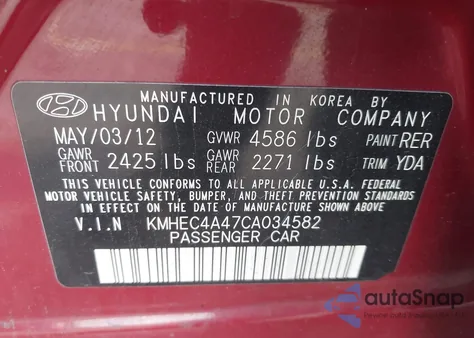 MANUFACTURED IN KOREA BY
HYUNDAI MOTOR COMPANY
MAY/03/12 GVWR 4586 lbs PAINT RER
GAWR FRONT 2425 lbs GAWR REAR 2271 lbs TRIM YDA
THIS VEHICLE CONFORMS TO ALL APPLICABLE U.S.A. FEDERAL
MOTOR VEHICLE SAFETY, BUMPER, AND THEFT PREVENTION
STANDARDS IN EFFECT ON THE DATE OF MANUFACTURE SHOWN ABOVE
V.I.N KMHEC4A47CA034582
PASSENGER CAR
autoSnap